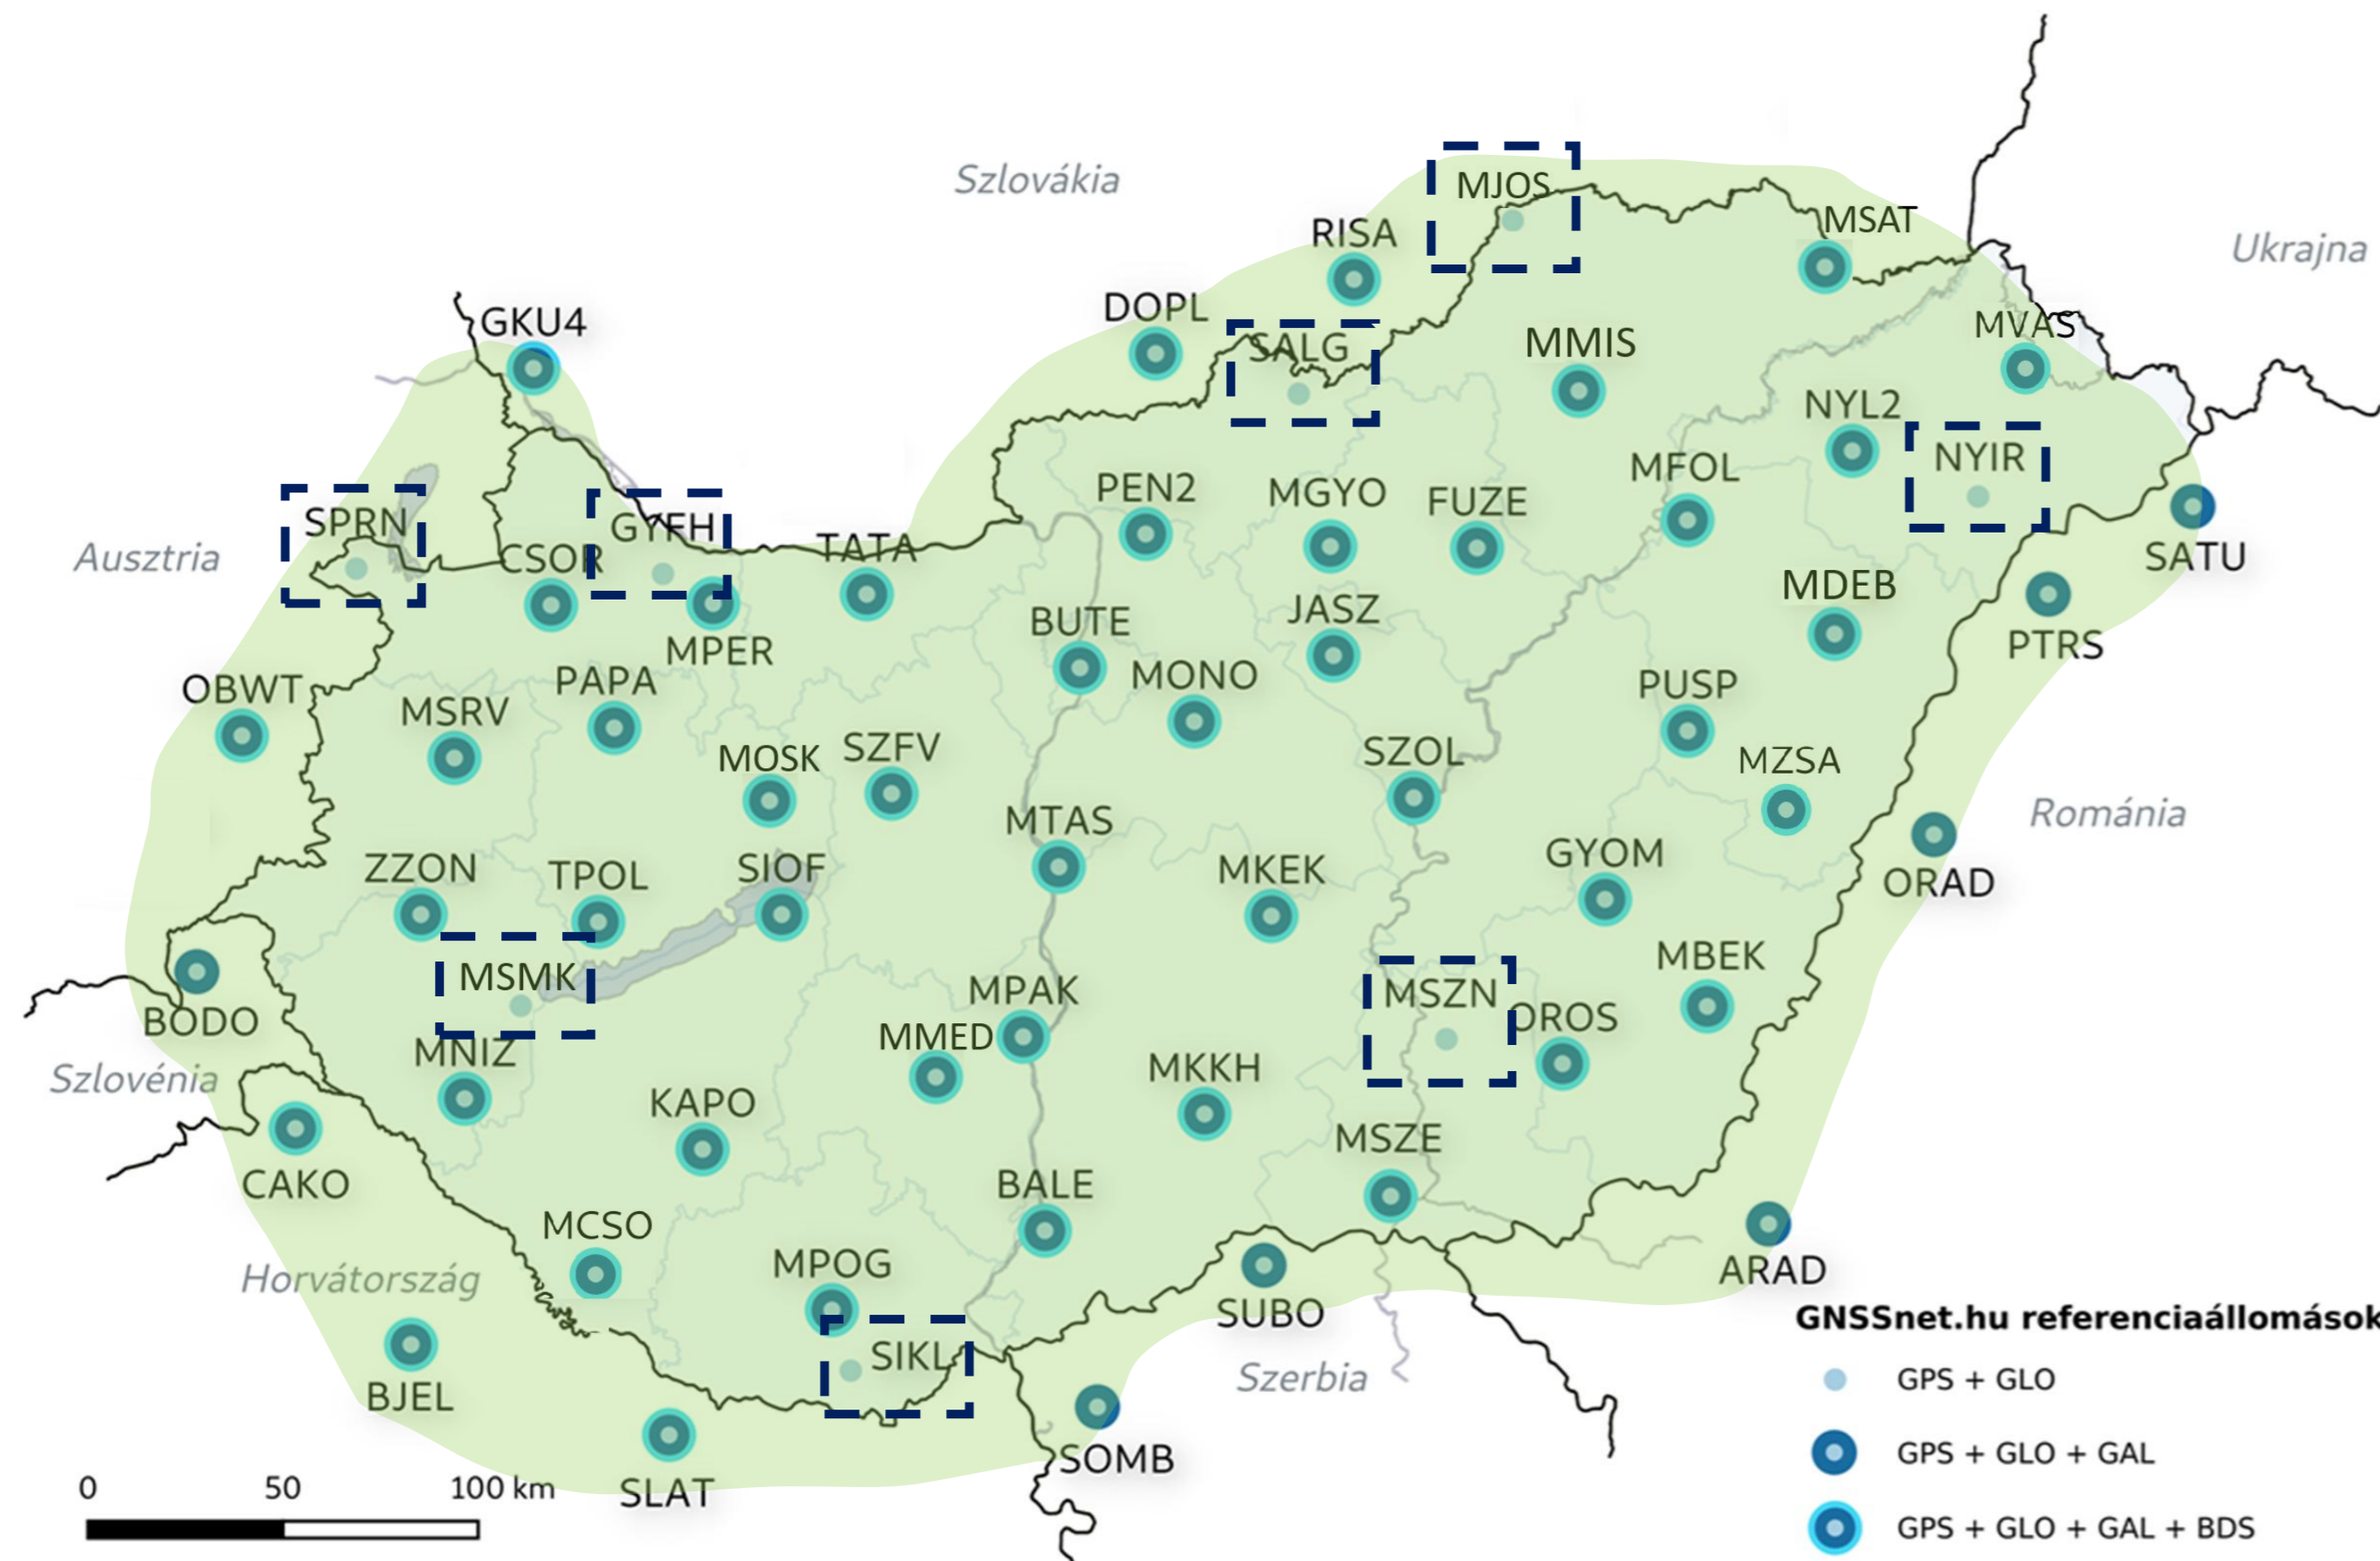 Szlovákia
MJOS
MSAT
RISA
Ukrajna
DOPL
GKU4
MVAS
MMIS
SALG
NYL2
NYIR
MFOL
PEN2
MGYO
FUZE
SPRN
GYFH
TATA
Ausztria
CSOR
SATU
MDEB
JASZ
BUTE
PTRS
MPER
MONO
PAPA
PUSP
OBWT
MSRV
MOSK
SZFV
SZOL
MZSA
Románia
MTAS
GYOM
ZZON
TPOL
SIOF
MKEK
ORAD
MBEK
MSMK
MPAK
MSZN
OROS
BODO
MMED
MNIZ
MKKH
Szlovénia
KAPO
MSZE
CAKO
BALE
MCSO
MPOG
ARAD
Horvátország
SUBO
SIKL
Szerbia
BJEL
SOMB
SLAT
0 50 100 km
GNSSnet.hu referenciaállomások
GPS + GLO
GPS + GLO + GAL
GPS + GLO + GAL + BDS